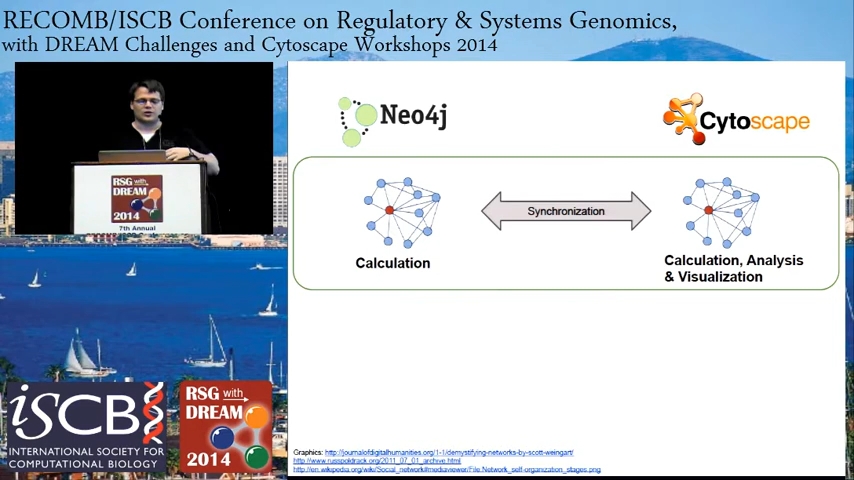 RECOMB/ISCB Conference on Regulatory & Systems Genomics,
with DREAM Challenges and Cytoscape Workshops 2014
RSG with
DREAM
2014
7th Annual
Neo4j
Cytoscape
Synchronization
Calculation
Calculation, Analysis
& Visualization
iSCB
INTERNATIONAL SOCIETY FOR
COMPUTATIONAL BIOLOGY
RSG with
DREAM
2014
Graphics: http://journalofdigitalhumanities.org/1-1/demystifying-networks-by-scott-weingart/
http://www.russpoldrack.org/2011_07_01_archive.html
http://en.wikipedia.org/wiki/Social_network#mediaviewer/File:Network_self-organization_stages.png